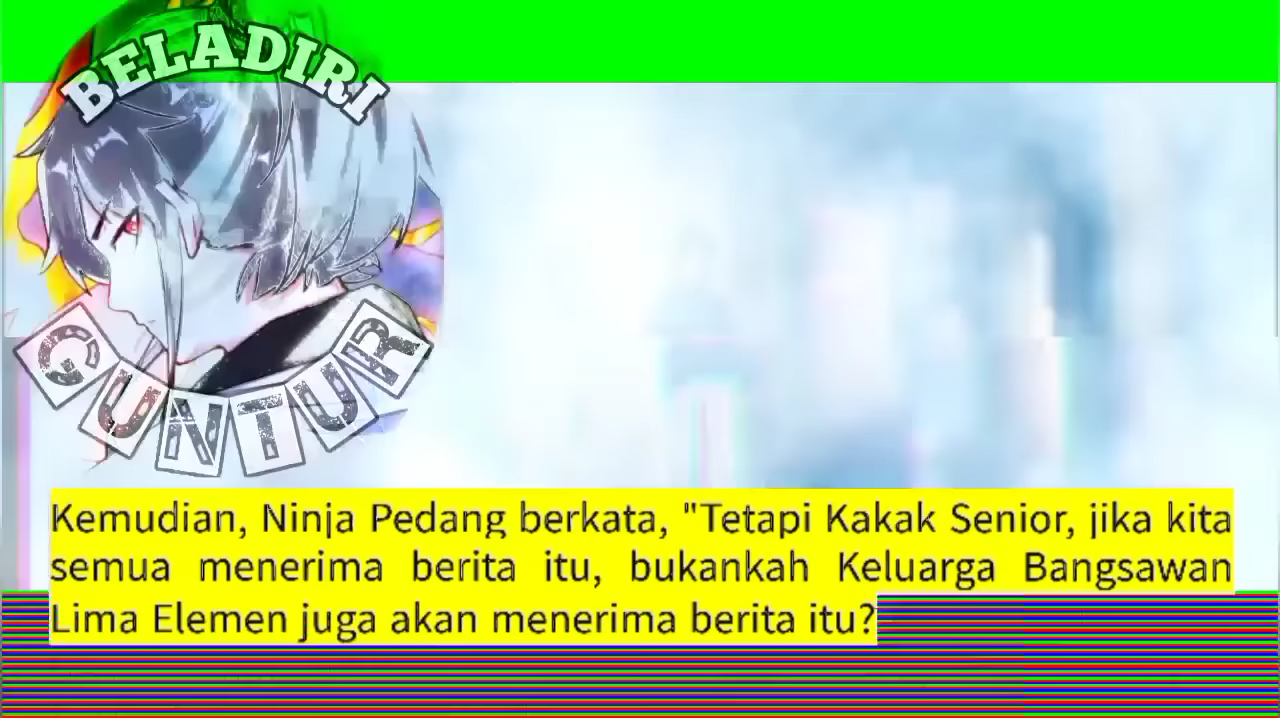 BELADIRI
GUNTUR
Kemudian, Ninja Pedang berkata, "Tetapi Kakak Senior, jika kita
semua menerima berita itu, bukankah Keluarga Bangsawan
Lima Elemen juga akan menerima berita itu?